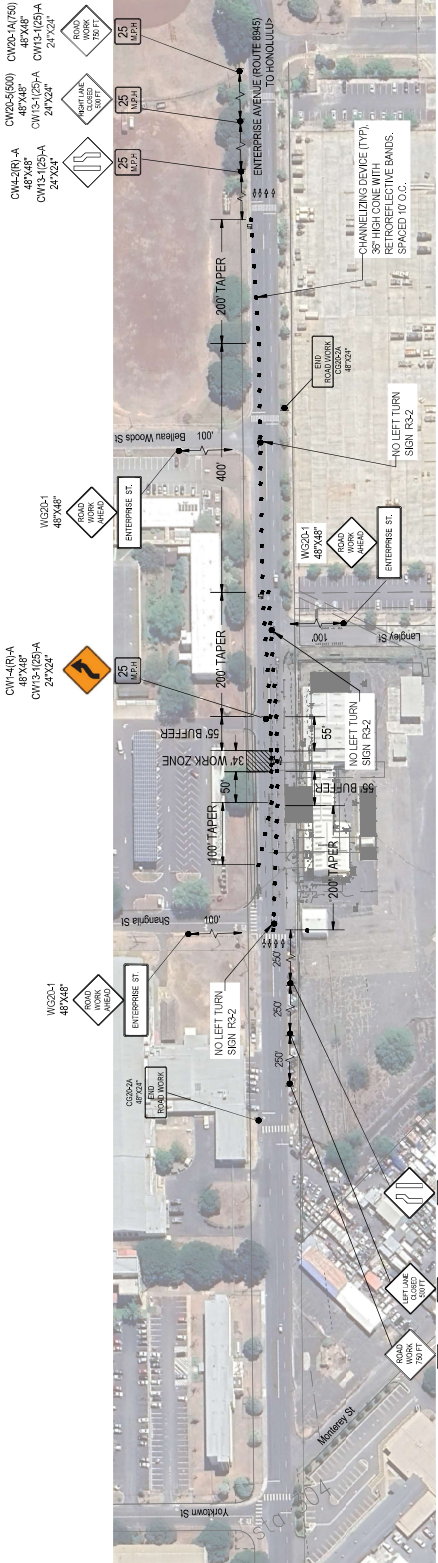 CW20-1A(750)
48"X48"
CW13-1(25)-A
24"X24"
ROAD
WORK
750 FT
25
M.P.H
CW20-5(500)
48"X48"
CW13-1(25)-A
24"X24"
RIGHT LANE
CLOSED
500 FT
25
M.P.H
CW4-2(R) -A
48"X48"
CW13-1(25)-A
24"X24"
25
M.P.H
ENTERPRISE AVENUE (ROUTE 8945)
TO HONOLULU>
CHANNELIZING DEVICE (TYP),
36" HIGH CONE WITH
RETROREFLECTIVE BANDS,
SPACED 10' O.C.
200' TAPER
END
ROAD WORK
CG20-2A
48"X24"
Belleau Woods St
100'
400'
NO LEFT TURN
SIGN R3-2
WG20-1
48"X48"
ROAD
WORK
AHEAD
ENTERPRISE ST.
WG20-1
48"X48"
ROAD
WORK
AHEAD
ENTERPRISE ST.
100'
Langley St
CW1-4(R)-A
48"X48"
CW13-1(25)-A
24"X24"
25
M.P.H
200' TAPER
NO LEFT TURN
SIGN R3-2
55' BUFFER
34' WORK ZONE
55'
50'
55' BUFFER
100' TAPER
200' TAPER
Shangrila St
100'
WG20-1
48"X48"
ROAD
WORK
AHEAD
ENTERPRISE ST.
NO LEFT TURN
SIGN R3-2
250'
250'
250'
CG20-2A
48"X24"
END
ROAD WORK
LEFT LANE
CLOSED
500 FT
ROAD
WORK
750 FT
Monterey St
Yorktown St